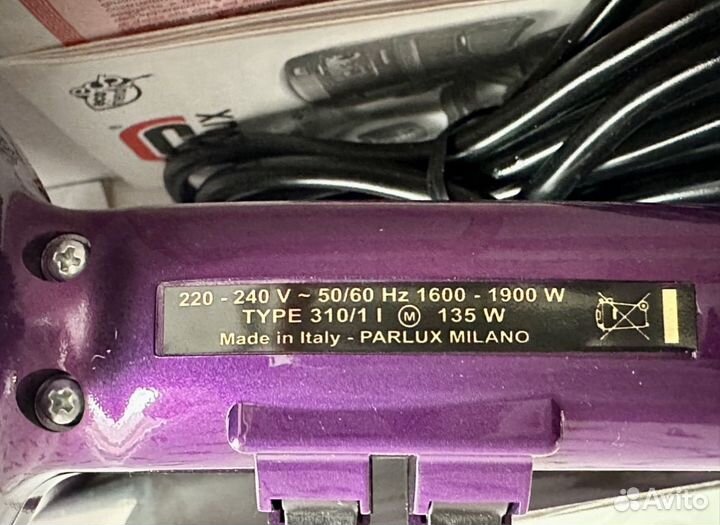 220 - 240 V ~ 50/60 Hz 1600 - 1900 W
TYPE 310/1 I Ⓜ 135 W
Made in Italy - PARLUX MILANO
Avito